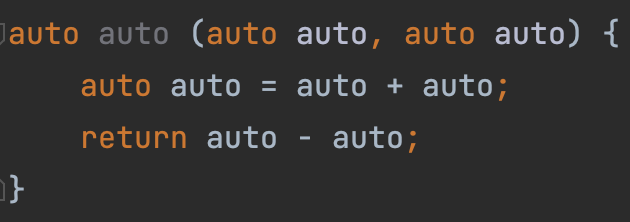 auto auto (auto auto, auto auto) {
    auto auto = auto + auto;
    return auto - auto;
}